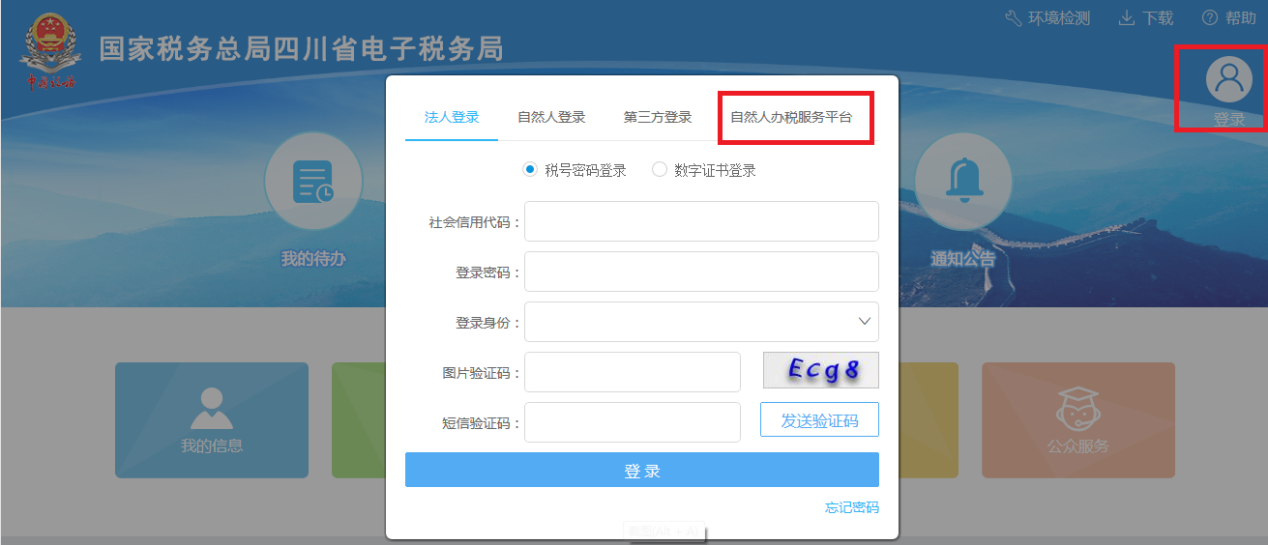 环境检测 下载 帮助
国家税务总局四川省电子税务局
中国税务
登录
法人登录 自然人登录 第三方登录 自然人办税服务平台
税号密码登录 数字证书登录
社会信用代码：
登录密码：
登录身份：
图片验证码： Ecg8
短信验证码： 发送验证码
登 录
忘记密码
我的待办
通知公告
我的信息
公众服务